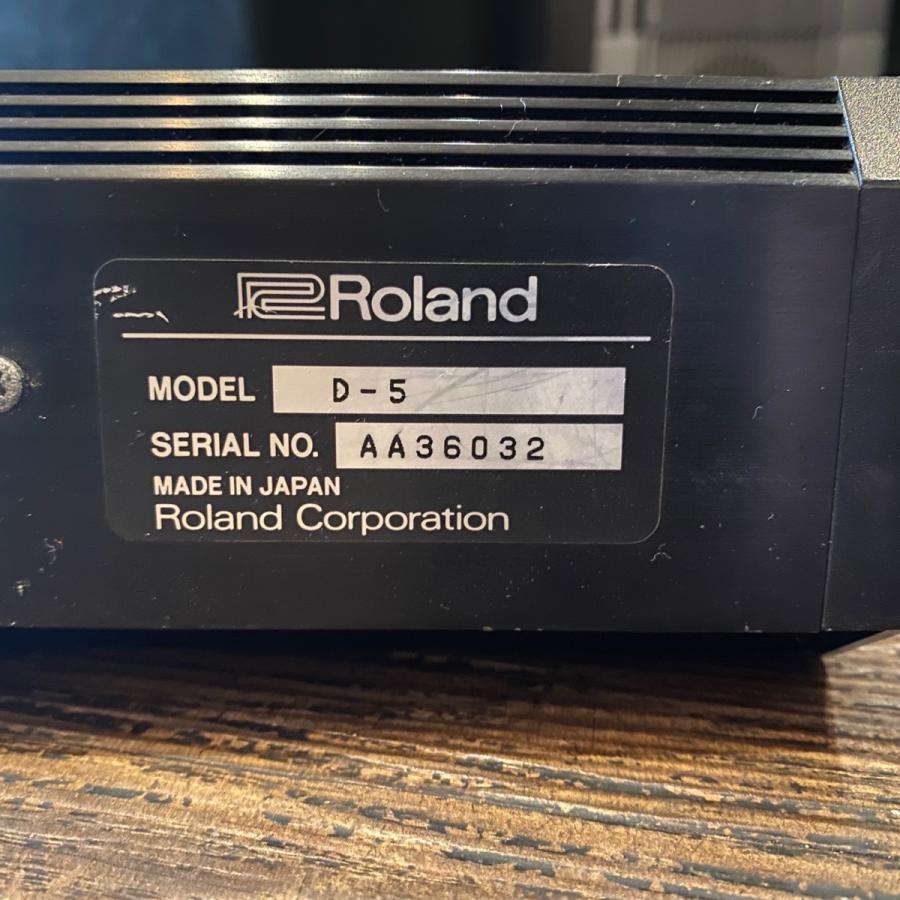 Roland
MODEL D-5
SERIAL NO. AA36032
MADE IN JAPAN
Roland Corporation